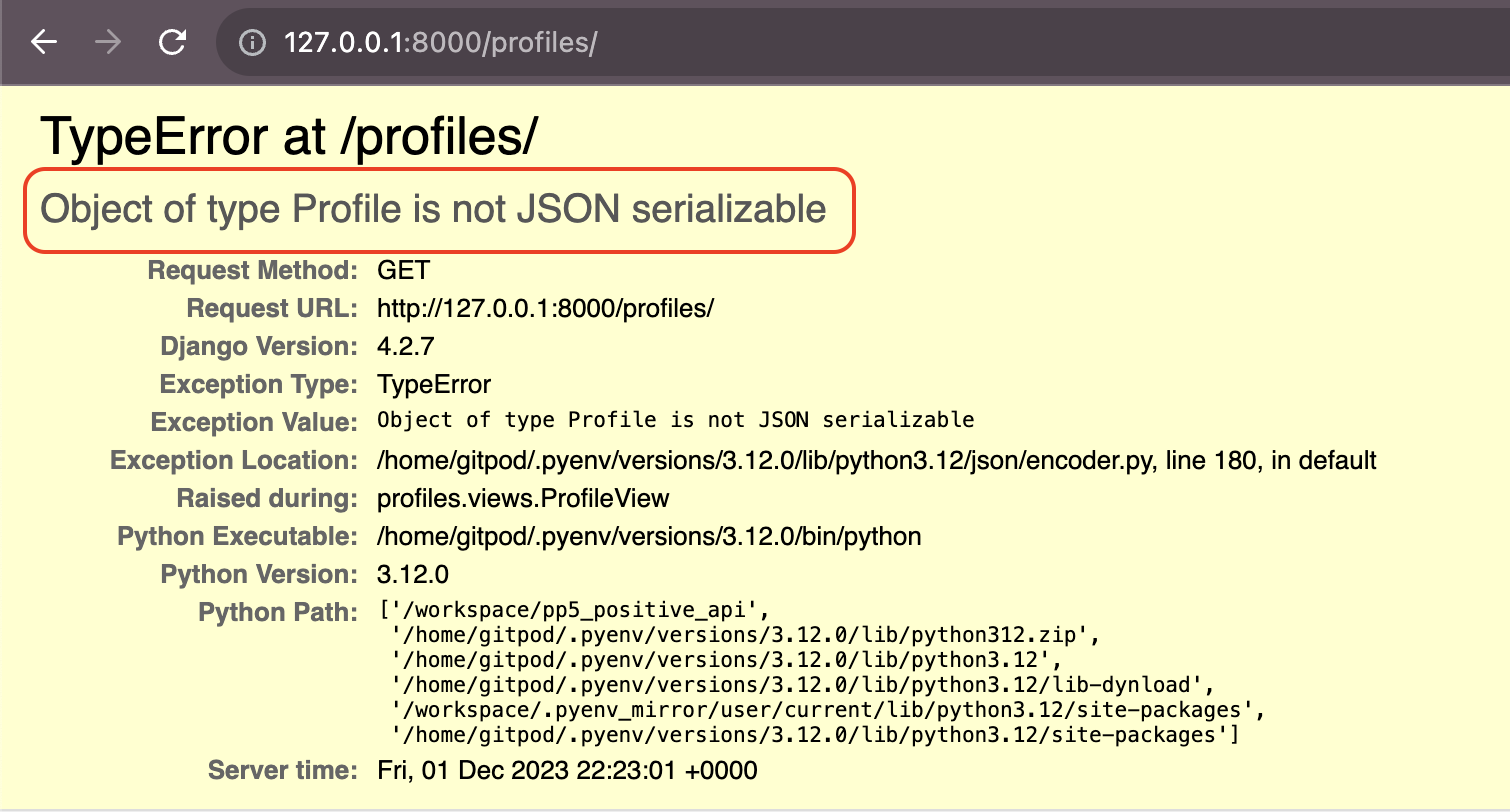 127.0.0.1:8000/profiles/
TypeError at /profiles/
Object of type Profile is not JSON serializable
Request Method: GET
Request URL: http://127.0.0.1:8000/profiles/
Django Version: 4.2.7
Exception Type: TypeError
Exception Value: Object of type Profile is not JSON serializable
Exception Location: /home/gitpod/.pyenv/versions/3.12.0/lib/python3.12/json/encoder.py, line 180, in default
Raised during: profiles.views.ProfileView
Python Executable: /home/gitpod/.pyenv/versions/3.12.0/bin/python
Python Version: 3.12.0
Python Path: ['/workspace/pp5_positive_api',
'/home/gitpod/.pyenv/versions/3.12.0/lib/python312.zip',
'/home/gitpod/.pyenv/versions/3.12.0/lib/python3.12',
'/home/gitpod/.pyenv/versions/3.12.0/lib/python3.12/lib-dynload',
'/workspace/.pyenv_mirror/user/current/lib/python3.12/site-packages',
'/home/gitpod/.pyenv/versions/3.12.0/lib/python3.12/site-packages']
Server time: Fri, 01 Dec 2023 22:23:01 +0000